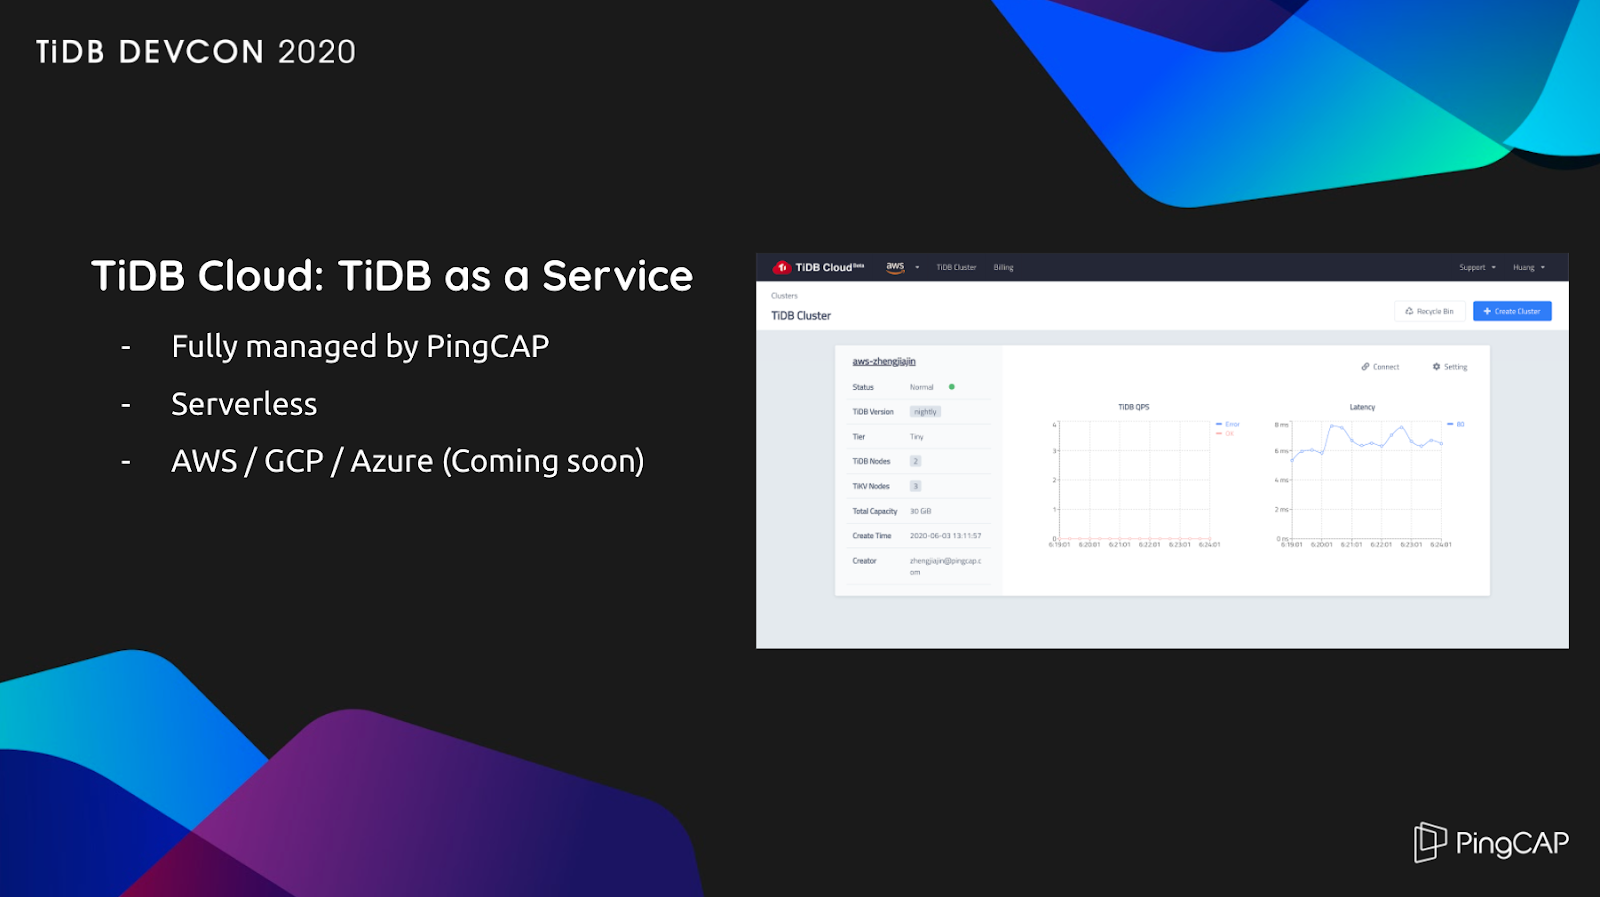 TiDB DEVCON 2020
TiDB Cloud: TiDB as a Service
- Fully managed by PingCAP
- Serverless
- AWS / GCP / Azure (Coming soon)
TiDB Cloud Beta aws TiDB Cluster Billing Support Huang
Clusters
TiDB Cluster
Recycle Bin Create Cluster
aws-zhengjiajin
Connect Setting
Status Normal
TiDB Version nightly
Tier Tiny
TiDB Nodes 2
TiKV Nodes 3
Total Capacity 30 GiB
Create Time 2020-06-03 13:11:57
Creator zhengjiajin@pingcap.c
om
TiDB QPS
4
3
2
1
0
6:19:01 6:20:01 6:21:01 6:22:01 6:23:01 6:24:01
Error
OK
Latency
8 ms
6 ms
4 ms
2 ms
0 ms
6:19:01 6:20:01 6:21:01 6:22:01 6:23:01 6:24:01
80
PingCAP